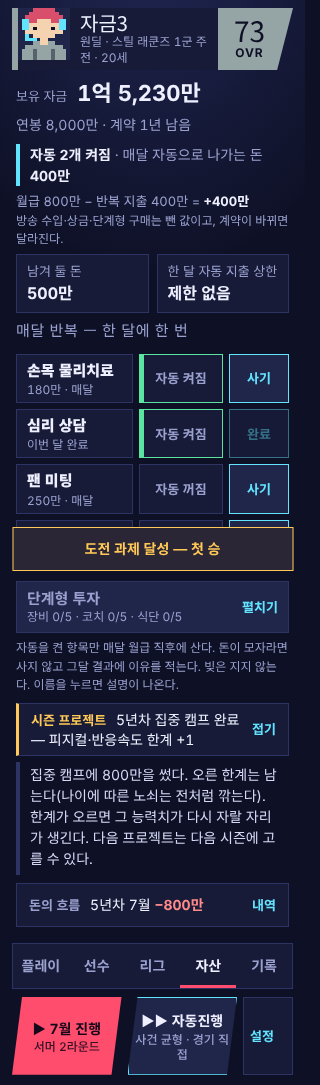 자금3
원딜 · 스틸 래쿤즈 1군 주
전 · 20세
73
OVR
보유 자금 1억 5,230만
연봉 8,000만 · 계약 1년 남음
자동 2개 켜짐 · 매달 자동으로 나가는 돈
400만
월급 800만 − 반복 지출 400만 = +400만
방송 수입·상금·단계형 구매는 뺀 값이고, 계약이 바뀌면
달라진다.
남겨 둘 돈
500만
한 달 자동 지출 상한
제한 없음
매달 반복 — 한 달에 한 번
손목 물리치료
180만 · 매달
자동 켜짐
사기
심리 상담
이번 달 완료
자동 켜짐
완료
팬 미팅
250만 · 매달
자동 꺼짐
사기
도전 과제 달성 — 첫 승
단계형 투자
장비 0/5 · 코치 0/5 · 식단 0/5
펼치기
자동을 켠 항목만 매달 월급 직후에 산다. 돈이 모자라면
사지 않고 그달 결과에 이유를 적는다. 빚은 지지 않는
다. 이름을 누르면 설명이 나온다.
시즌 프로젝트 5년차 집중 캠프 완료
— 피지컬·반응속도 한계 +1
접기
집중 캠프에 800만을 썼다. 오른 한계는 남
는다(나이에 따른 노쇠는 전처럼 깎는다).
한계가 오르면 그 능력치가 다시 자랄 자리
가 생긴다. 다음 프로젝트는 다음 시즌에 고
를 수 있다.
돈의 흐름 5년차 7월 −800만
내역
플레이 선수 리그 자산 기록
▶ 7월 진행
서머 2라운드
▶▶ 자동진행
사건 균형 · 경기 직
접
설정